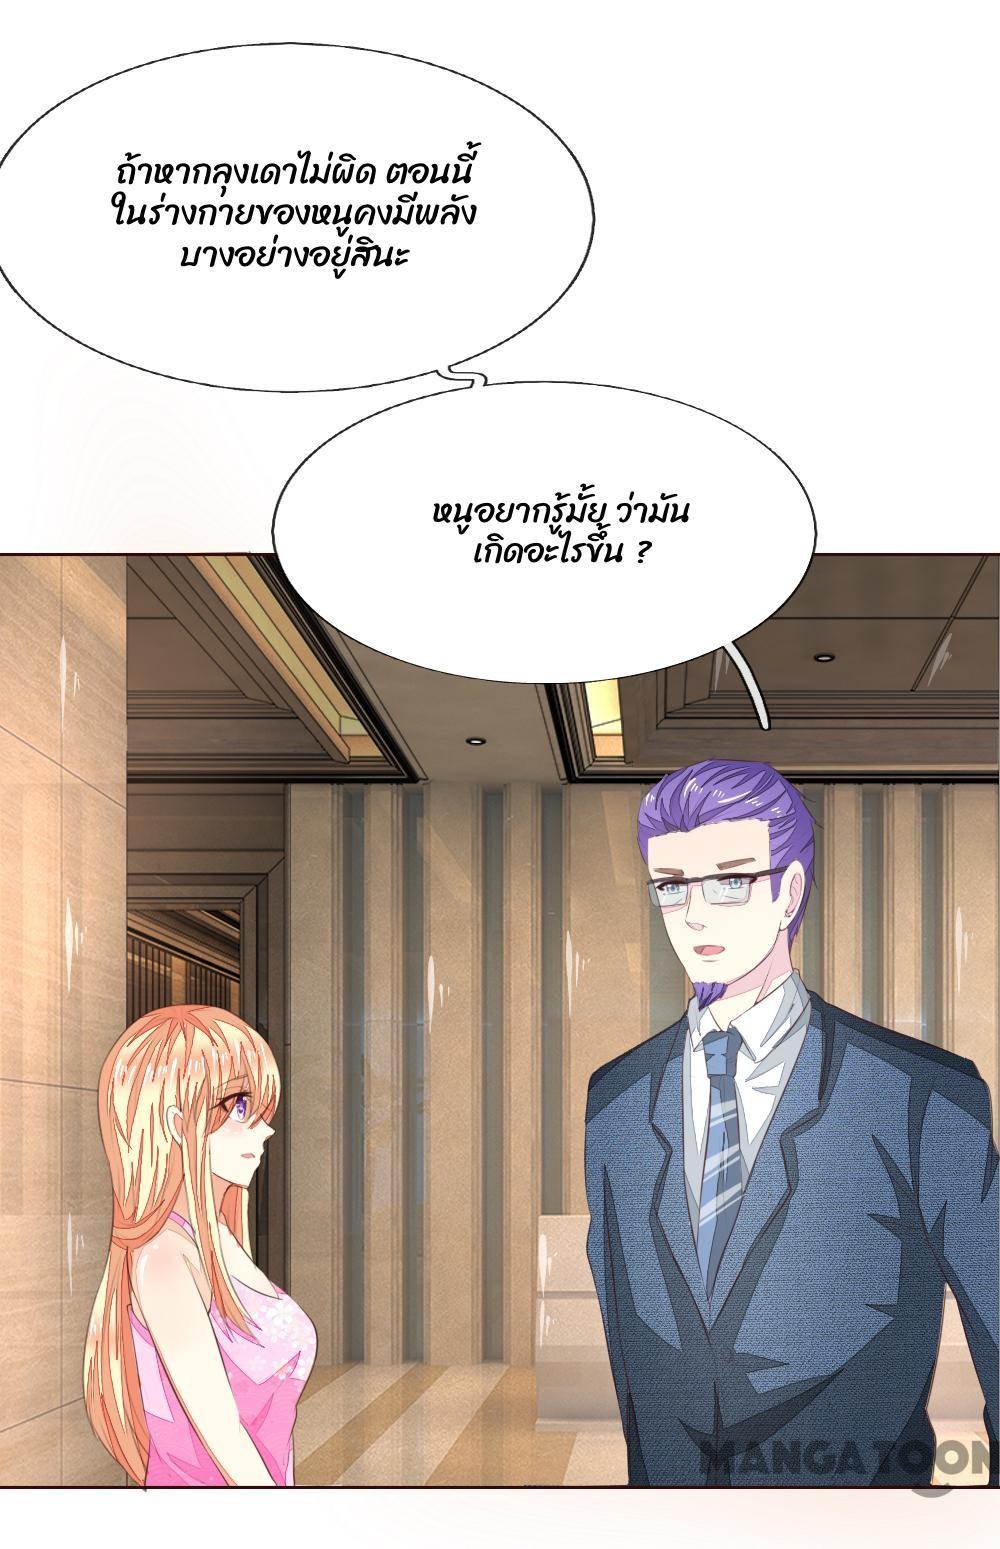 ถ้าหากลุงเดาไม่ผิด ตอนนี้
ในร่างกายของหนูคงมีพลัง
บางอย่างอยู่สินะ
หนูอยากรู้มั้ย ว่ามัน
เกิดอะไรขึ้น ?
MANGATOON